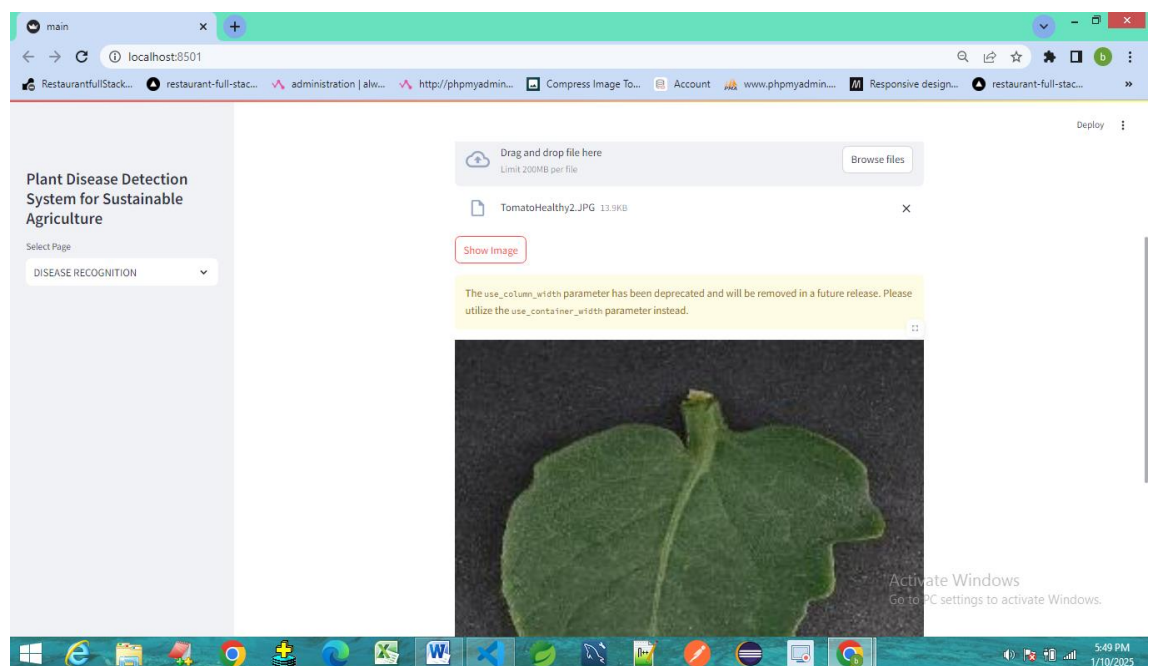 main
localhost:8501
RestaurantfullStack...
restaurant-full-stac...
administration | alw...
http://phpmyadmin...
Compress Image To...
Account
www.phpmyadmin....
Responsive design...
restaurant-full-stac...
»
b
Deploy
Plant Disease Detection
System for Sustainable
Agriculture
Select Page
DISEASE RECOGNITION
Drag and drop file here
Limit 200MB per file
Browse files
TomatoHealthy2.JPG 13.9KB
Show Image
The use_column_width parameter has been deprecated and will be removed in a future release. Please
utilize the use_container_width parameter instead.
Activate Windows
Go to PC settings to activate Windows.
5:49 PM
1/10/2025